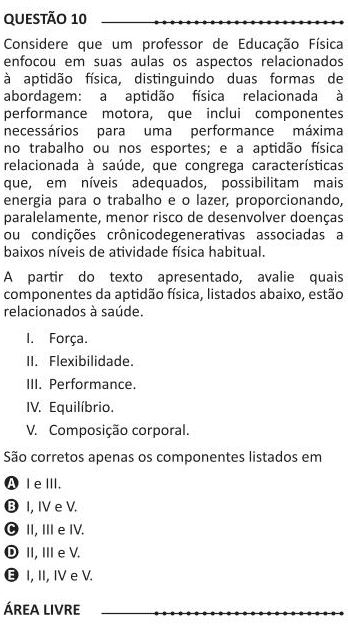 QUESTÃO 10
Considere que um professor de Educação Física
enfocou em suas aulas os aspectos relacionados
à aptidão física, distinguindo duas formas de
abordagem: a aptidão física relacionada à
performance motora, que inclui componentes
necessários para uma performance máxima
no trabalho ou nos esportes; e a aptidão física
relacionada à saúde, que congrega características
que, em níveis adequados, possibilitam mais
energia para o trabalho e o lazer, proporcionando,
paralelamente, menor risco de desenvolver doenças
ou condições crônicodegenerativas associadas a
baixos níveis de atividade física habitual.
A partir do texto apresentado, avalie quais
componentes da aptidão física, listados abaixo, estão
relacionados à saúde.
I. Força.
II. Flexibilidade.
III. Performance.
IV. Equilíbrio.
V. Composição corporal.
São corretos apenas os componentes listados em
A I e III.
B I, IV e V.
C II, III e IV.
D II, III e V.
E I, II, IV e V.
ÁREA LIVRE